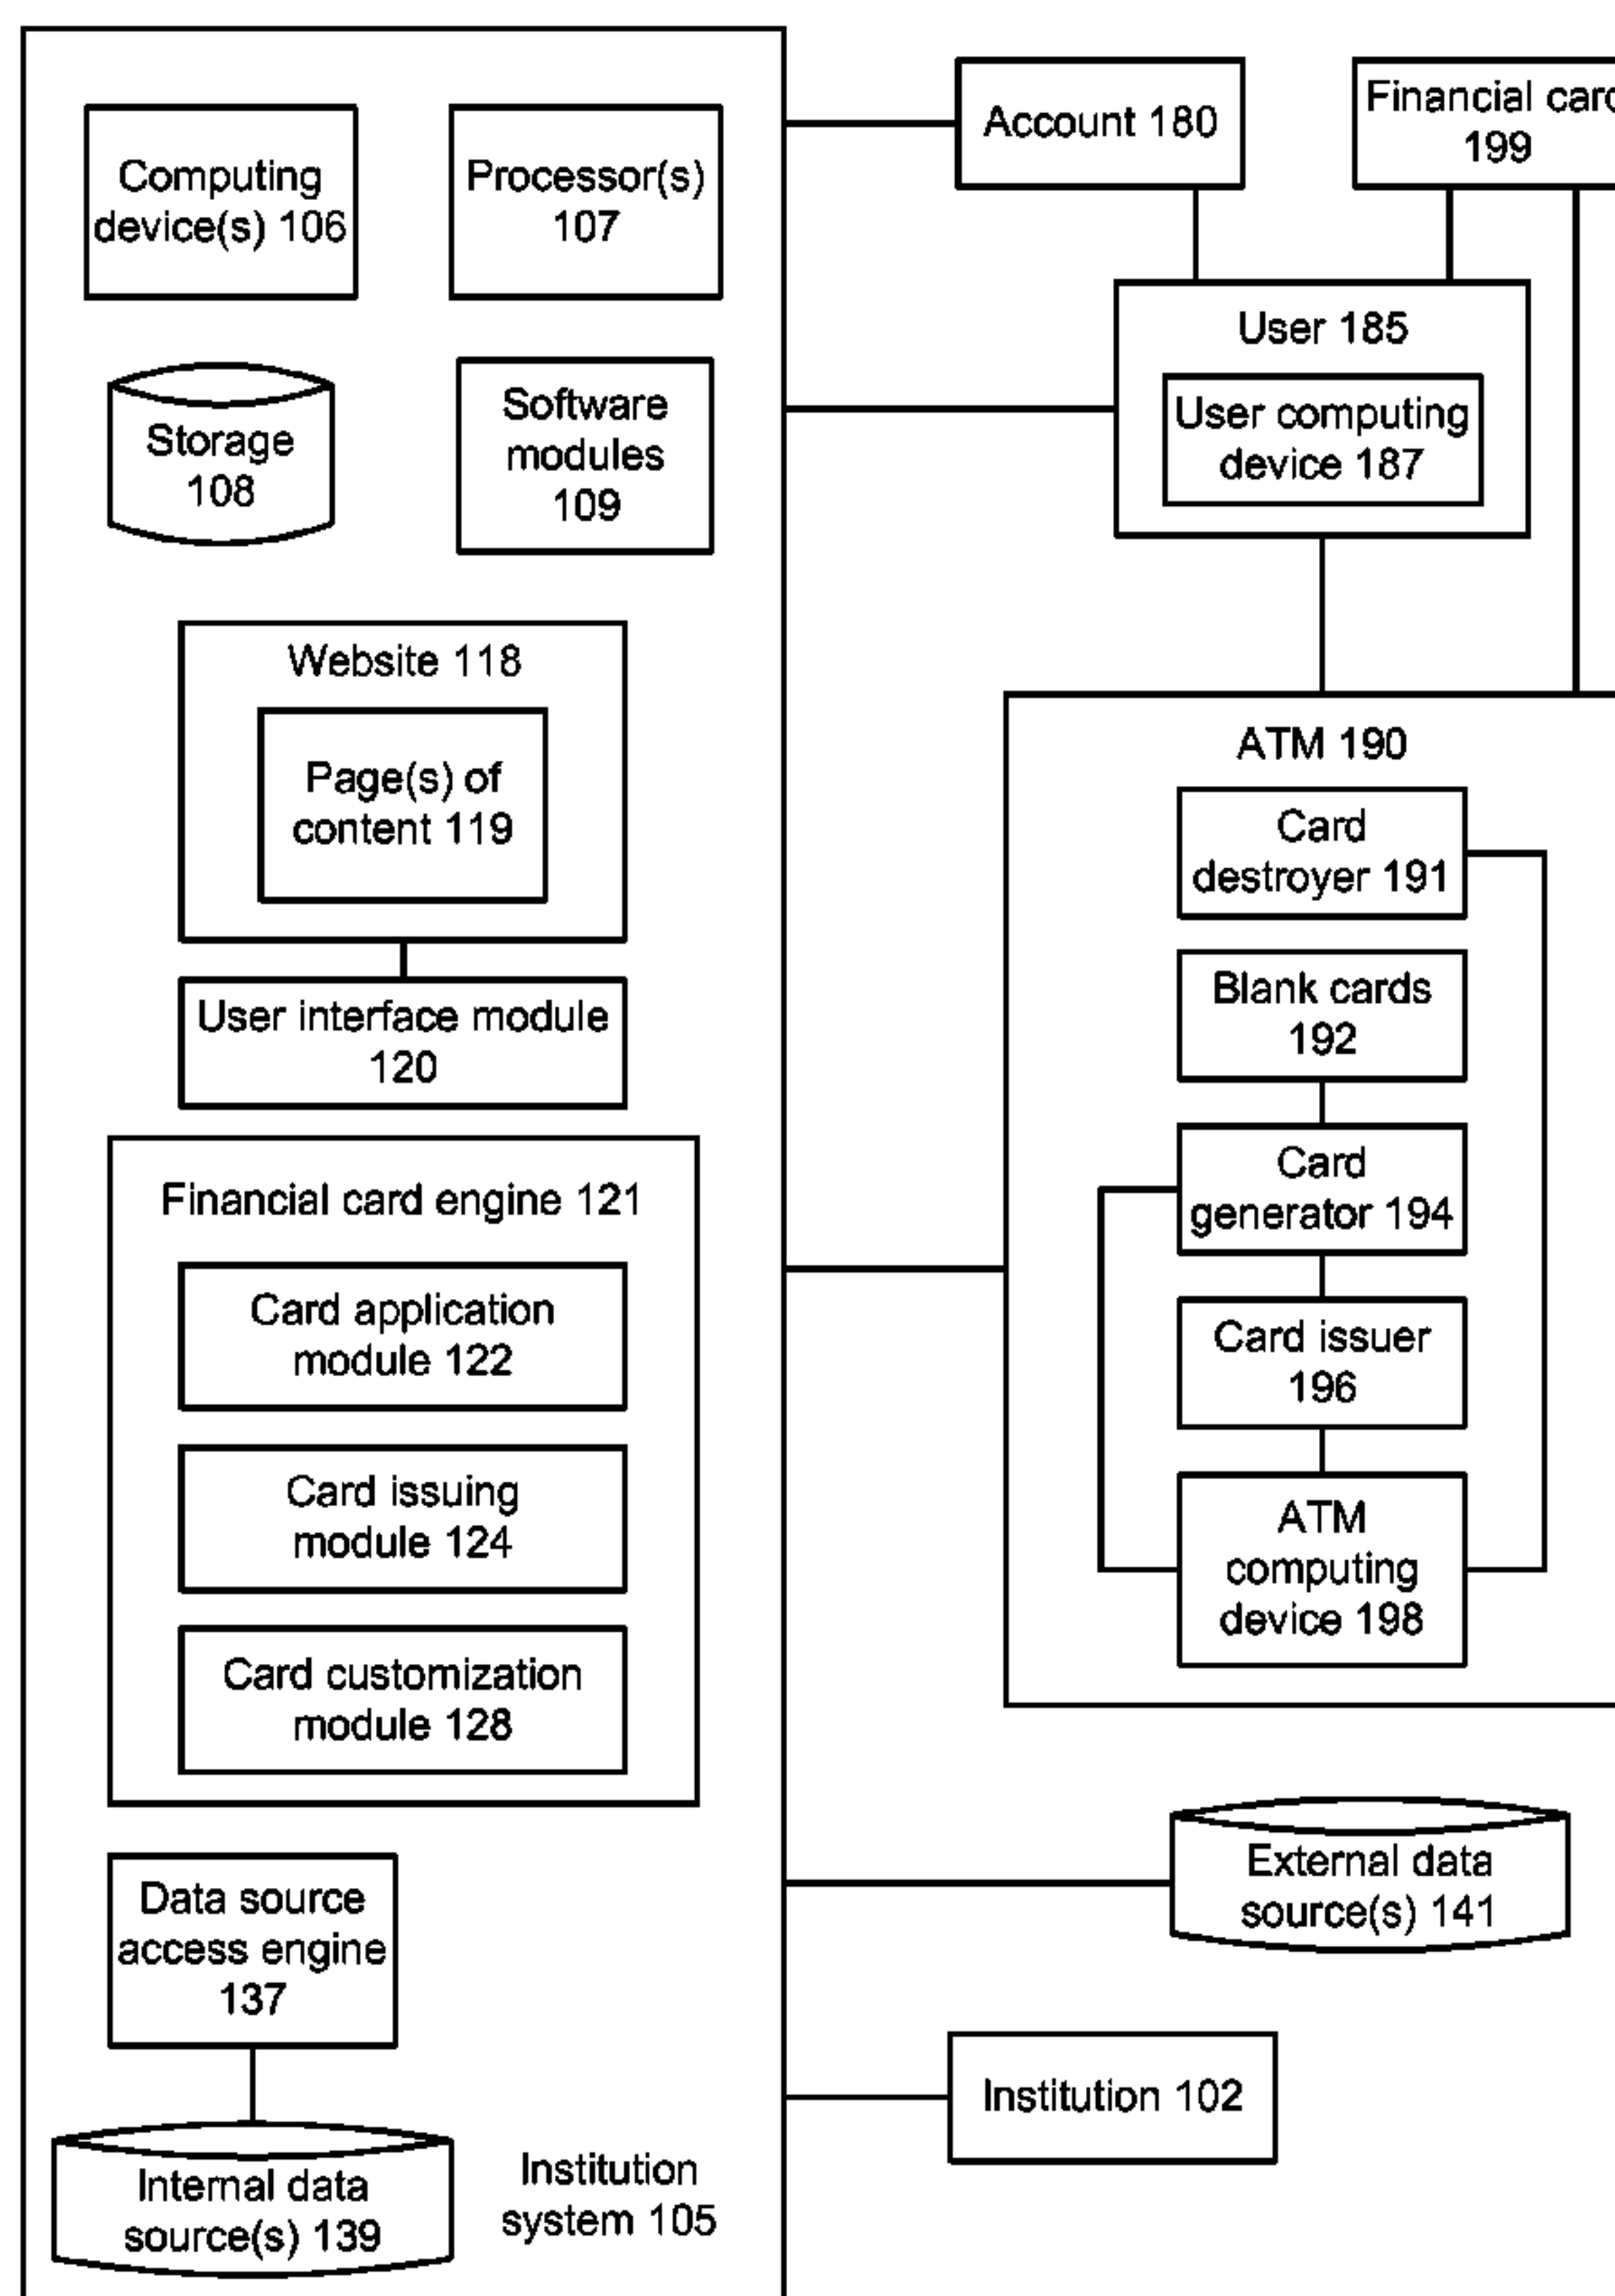 Computing
device(s) 106
Processor(s)
107
Storage
108
Software
modules
109
Website 118
Page(s) of
content 119
User interface module
120
Financial card engine 121
Card application
module 122
Card issuing
module 124
Card customization
module 128
Data source
access engine
137
Internal data
source(s) 139
Institution
system 105
Account 180
Financial card
199
User 185
User computing
device 187
ATM 190
Card
destroyer 191
Blank cards
192
Card
generator 194
Card issuer
196
ATM
computing
device 198
External data
source(s) 141
Institution 102